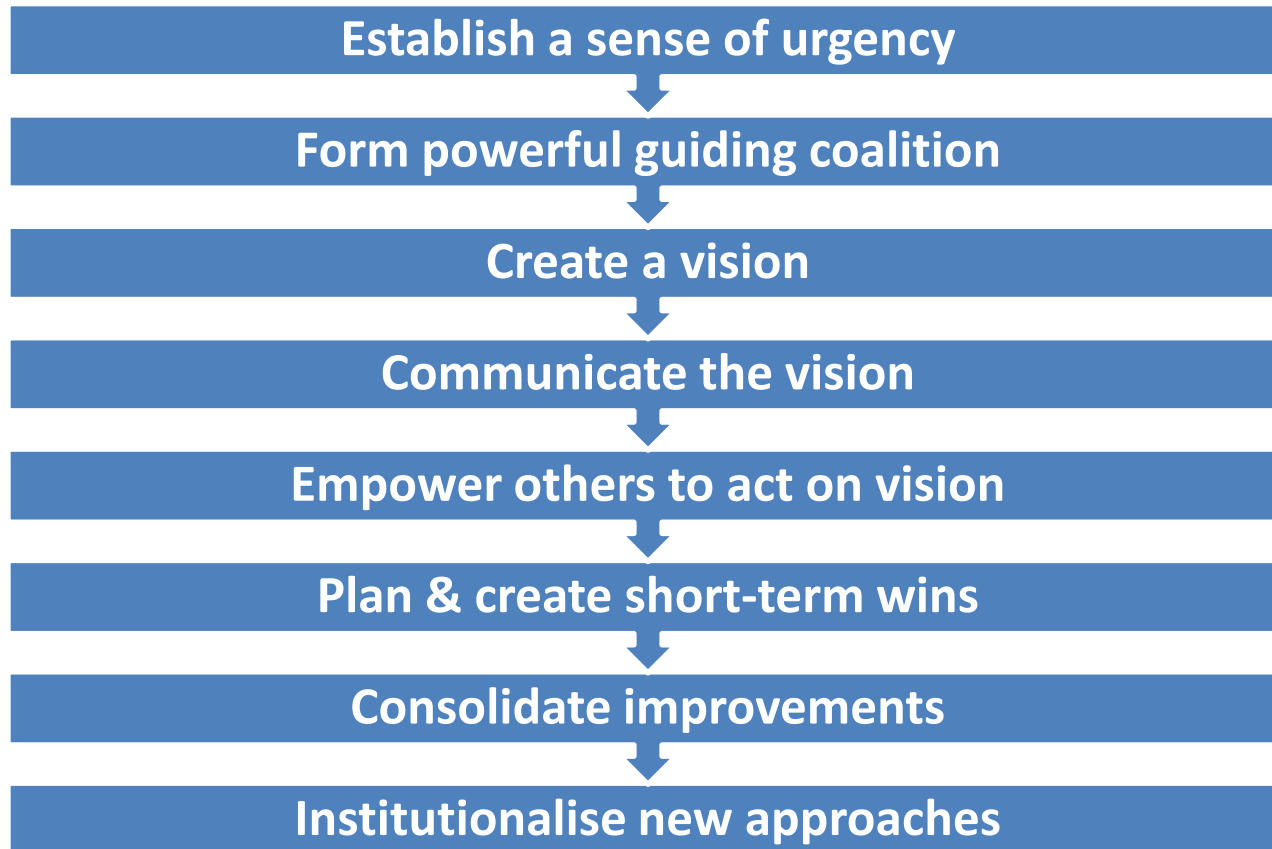 Establish a sense of urgency
Form powerful guiding coalition
Create a vision
Communicate the vision
Empower others to act on vision
Plan & create short-term wins
Consolidate improvements
Institutionalise new approaches